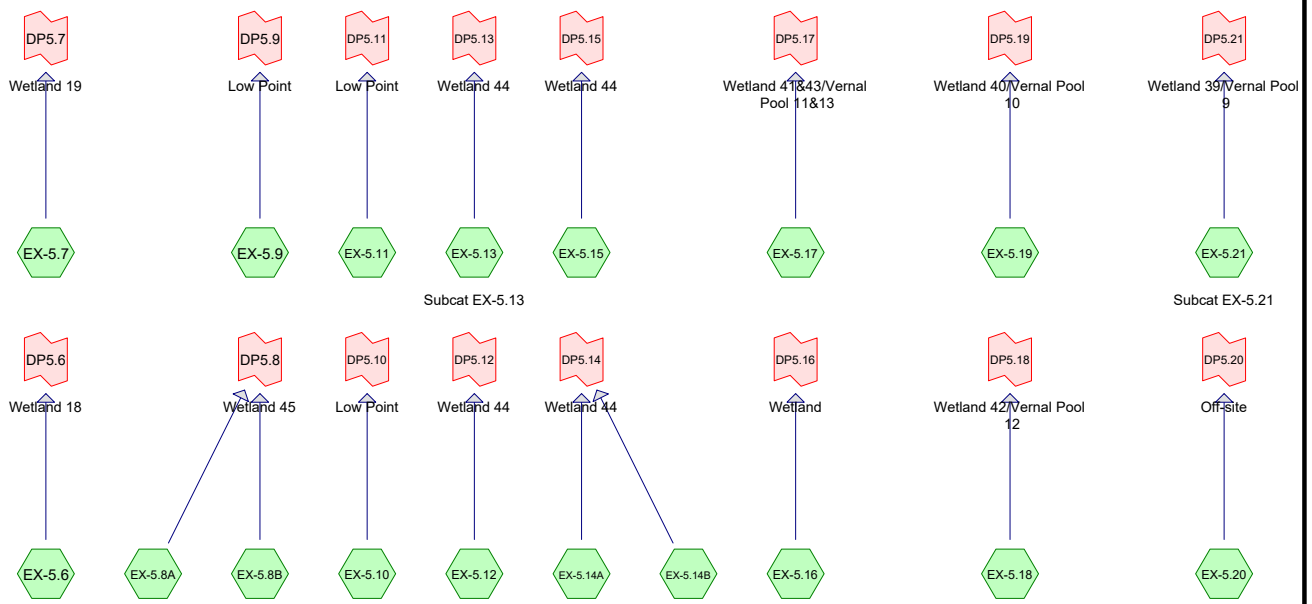 DP5.7
DP5.9
DP5.11
DP5.13
DP5.15
DP5.17
DP5.19
DP5.21
Wetland 19
Low Point
Low Point
Wetland 44
Wetland 44
Wetland 41&43/Vernal
Pool 11&13
Wetland 40/Vernal Pool
10
Wetland 39/Vernal Pool
9
EX-5.7
EX-5.9
EX-5.11
EX-5.13
EX-5.15
EX-5.17
EX-5.19
EX-5.21
Subcat EX-5.13
Subcat EX-5.21
DP5.6
DP5.8
DP5.10
DP5.12
DP5.14
DP5.16
DP5.18
DP5.20
Wetland 18
Wetland 45
Low Point
Wetland 44
Wetland 44
Wetland
Wetland 42/Vernal Pool
12
Off-site
EX-5.6
EX-5.8A
EX-5.8B
EX-5.10
EX-5.12
EX-5.14A
EX-5.14B
EX-5.16
EX-5.18
EX-5.20